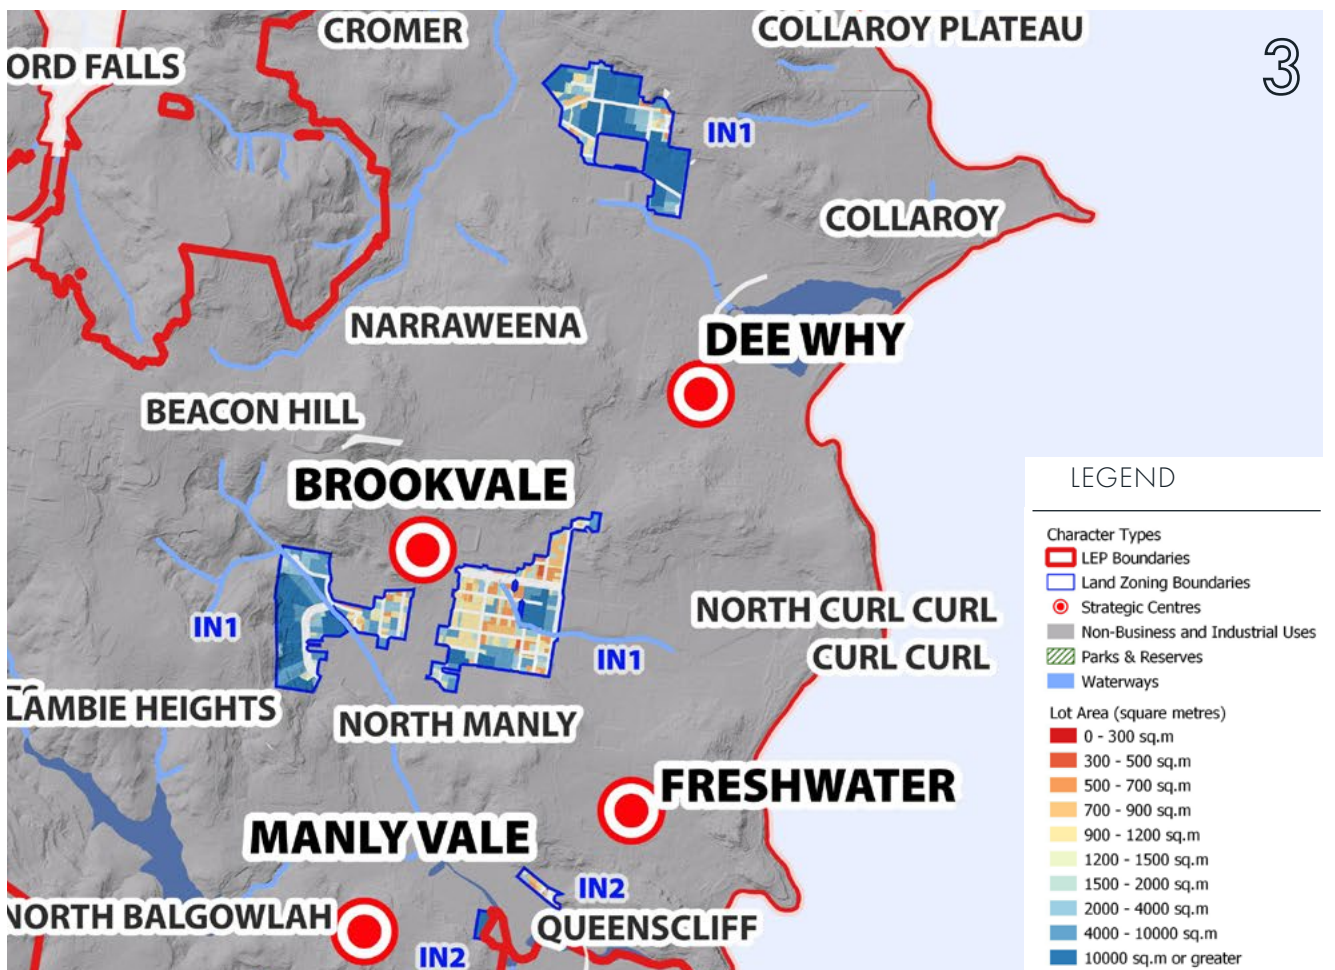 CROMER
COLLAROY PLATEAU
3
ORD FALLS
IN1
COLLAROY
NARRAWEENA
DEE WHY
BEACON HILL
BROOKVALE
IN1
NORTH CURL CURL
CURL CURL
IN1
LAMBIE HEIGHTS
NORTH MANLY
FRESHWATER
MANLY VALE
IN2
NORTH BALGOWLAH
QUEENSCLIFF
IN2
LEGEND
Character Types
LEP Boundaries
Land Zoning Boundaries
Strategic Centres
Non-Business and Industrial Uses
Parks & Reserves
Waterways
Lot Area (square metres)
0 - 300 sq.m
300 - 500 sq.m
500 - 700 sq.m
700 - 900 sq.m
900 - 1200 sq.m
1200 - 1500 sq.m
1500 - 2000 sq.m
2000 - 4000 sq.m
4000 - 10000 sq.m
10000 sq.m or greater